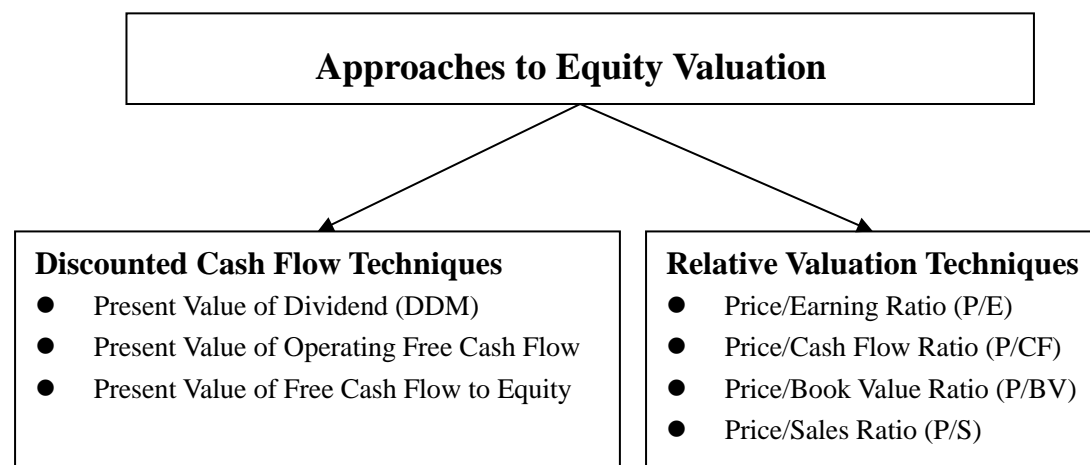 Approaches to Equity Valuation
Discounted Cash Flow Techniques
● Present Value of Dividend (DDM)
● Present Value of Operating Free Cash Flow
● Present Value of Free Cash Flow to Equity
Relative Valuation Techniques
● Price/Earning Ratio (P/E)
● Price/Cash Flow Ratio (P/CF)
● Price/Book Value Ratio (P/BV)
● Price/Sales Ratio (P/S)